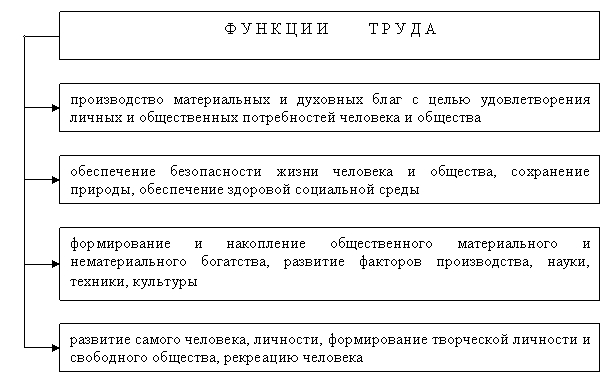 ФУНКЦИИ ТРУДА
производство материальных и духовных благ с целью удовлетворения
личных и общественных потребностей человека и общества
обеспечение безопасности жизни человека и общества, сохранение
природы, обеспечение здоровой социальной среды
формирование и накопление общественного материального и
нематериального богатства, развитие факторов производства, науки,
техники, культуры
развитие самого человека, личности, формирование творческой личности и
свободного общества, рекреацию человека